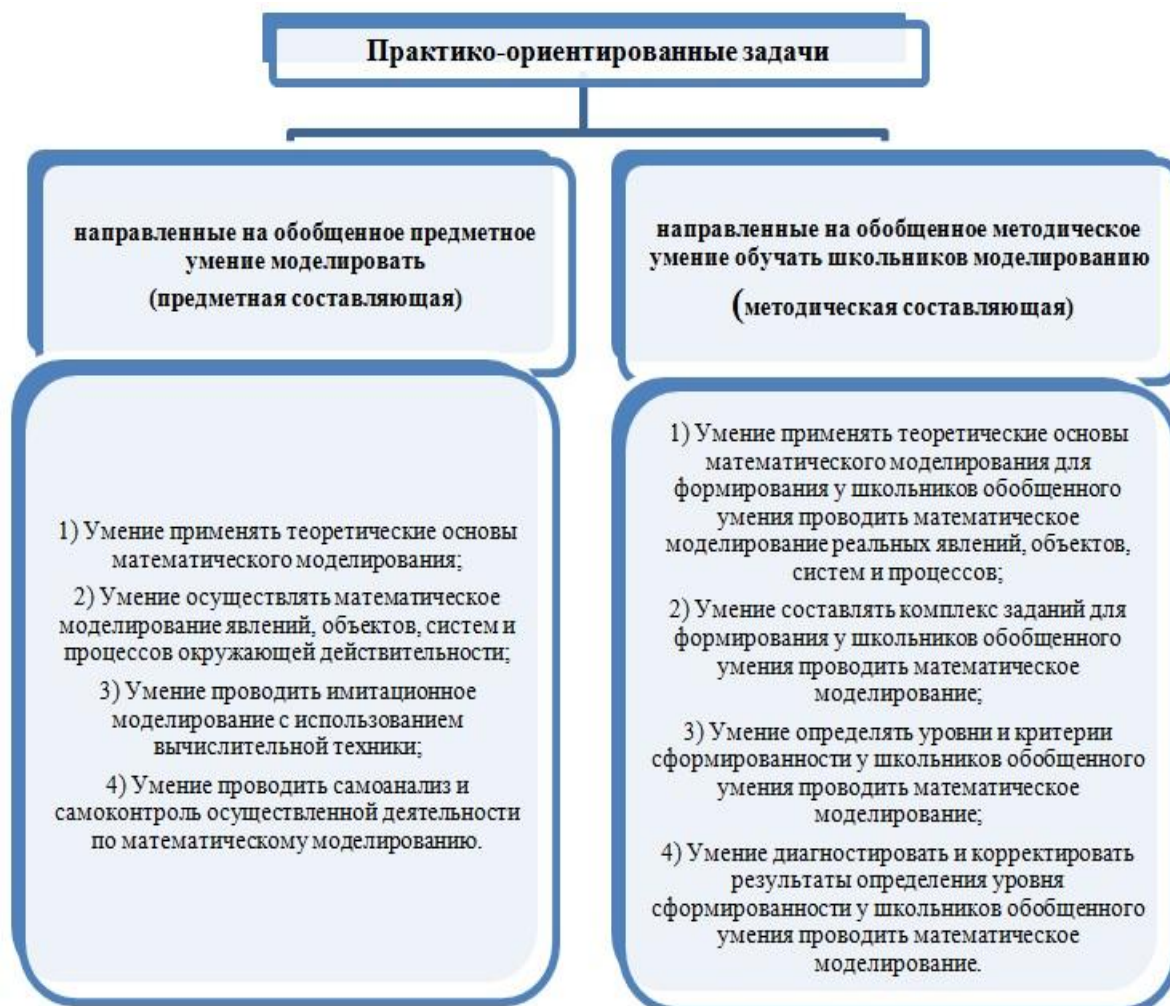 Практико-ориентированные задачи
направленные на обобщенное предметное
умение моделировать
(предметная составляющая)
1) Умение применять теоретические основы
математического моделирования;
2) Умение осуществлять математическое
моделирование явлений, объектов, систем и
процессов окружающей действительности;
3) Умение проводить имитационное
моделирование с использованием
вычислительной техники;
4) Умение проводить самоанализ и
самоконтроль осуществленной деятельности
по математическому моделированию.
направленные на обобщенное методическое
умение обучать школьников моделированию
(методическая составляющая)
1) Умение применять теоретические основы
математического моделирования для
формирования у школьников обобщенного
умения проводить математическое
моделирование реальных явлений, объектов,
систем и процессов;
2) Умение составлять комплекс заданий для
формирования у школьников обобщенного
умения проводить математическое
моделирование;
3) Умение определять уровни и критерии
сформированности у школьников обобщенного
умения проводить математическое
моделирование;
4) Умение диагностировать и корректировать
результаты определения уровня
сформированности у школьников обобщенного
умения проводить математическое
моделирование.